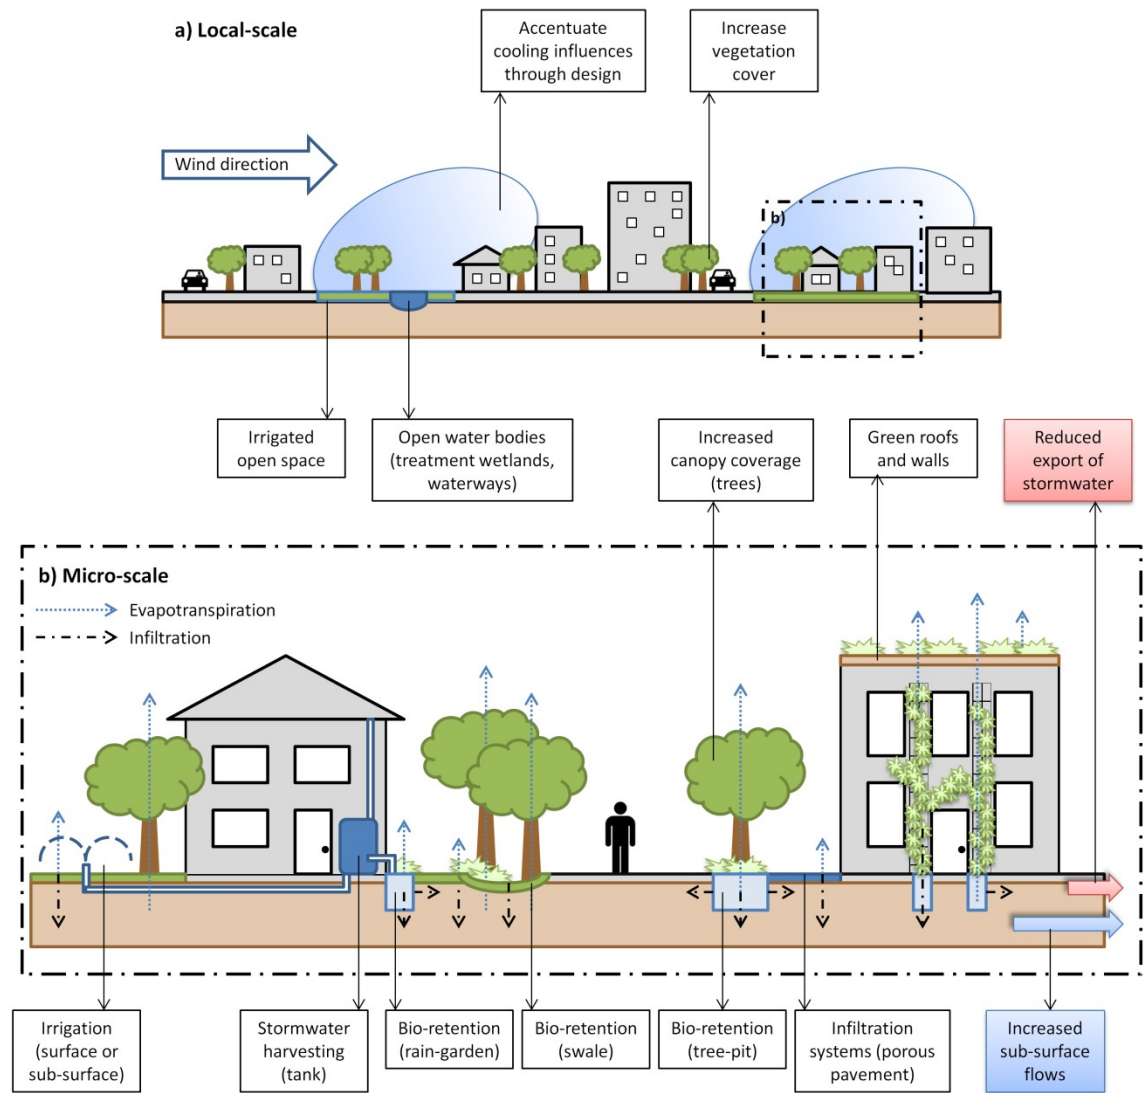 a) Local-scale
Accentuate
cooling influences
through design
Increase
vegetation
cover
Wind direction
b)
Irrigated
open space
Open water bodies
(treatment wetlands,
waterways)
Increased
canopy coverage
(trees)
Green roofs
and walls
Reduced
export of
stormwater
b) Micro-scale
Evapotranspiration
Infiltration
Irrigation
(surface or
sub-surface)
Stormwater
harvesting
(tank)
Bio-retention
(rain-garden)
Bio-retention
(swale)
Bio-retention
(tree-pit)
Infiltration
systems (porous
pavement)
Increased
sub-surface
flows